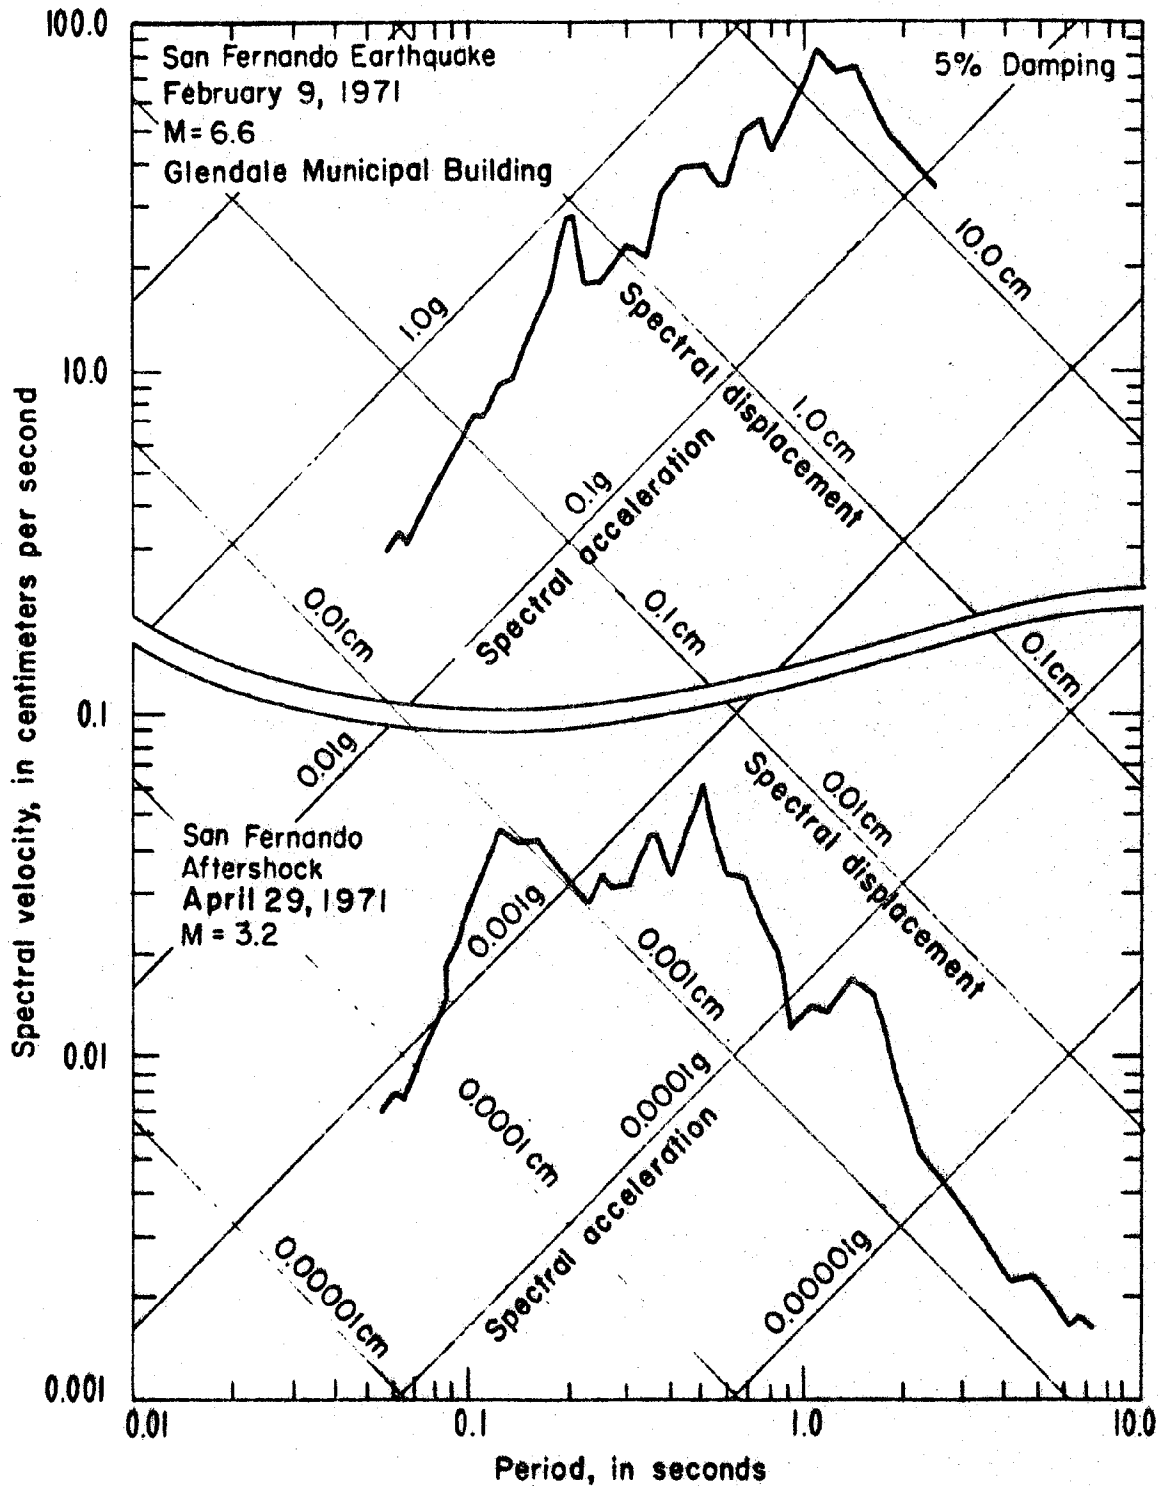 100.0
San Fernando Earthquake
February 9, 1971
M = 6.6
Glendale Municipal Building
5% Damping
10.0 cm
1.0g
Spectral displacement
10.0
1.0 cm
0.1g
Spectral acceleration
0.01cm
0.1cm
0.1cm
0.1
0.01g
Spectral displacement
0.01cm
San Fernando
Aftershock
April 29, 1971
M = 3.2
0.001g
0.001cm
0.01
0.0001cm
0.0001g
Spectral acceleration
0.00001cm
0.00001g
0.001
0.01
0.1
1.0
10.0
Period, in seconds
Spectral velocity, in centimeters per second